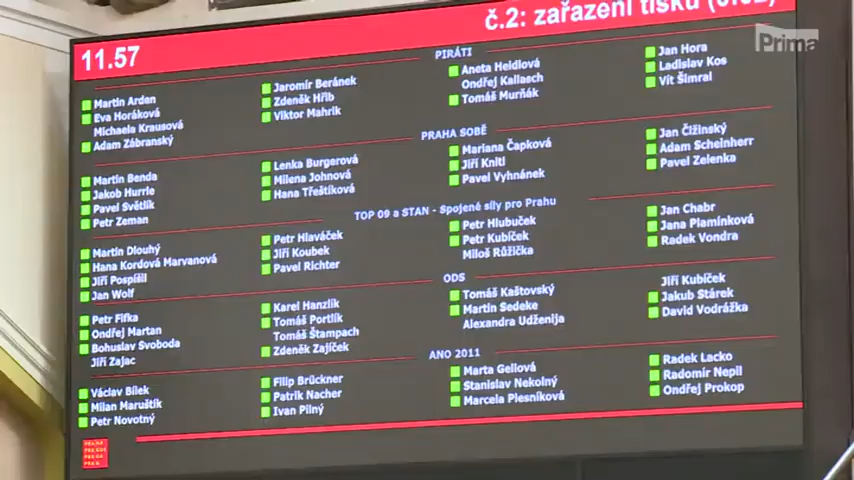 č.2: zařazení tisku
Prima
11.57
PIRÁTI
Martin Arden
Eva Horáková
Michaela Krausová
Adam Zábranský
Jaromír Beránek
Zdeněk Hřib
Viktor Mahrik
Aneta Heidlová
Ondřej Kallasch
Tomáš Murňák
Jan Hora
Ladislav Kos
Vít Šimral
PRAHA SOBĚ
Martin Benda
Jakob Hurrle
Pavel Světlík
Petr Zeman
Lenka Burgerová
Milena Johnová
Hana Třeštíková
Mariana Čapková
Jiří Knitl
Pavel Vyhnánek
Jan Čižinský
Adam Scheinherr
Pavel Zelenka
TOP 09 a STAN - Spojené síly pro Prahu
Martin Dlouhý
Hana Kordová Marvanová
Jiří Pospíšil
Jan Wolf
Petr Hlaváček
Jiří Koubek
Pavel Richter
Petr Hlubuček
Petr Kubíček
Miloš Růžička
Jan Chabr
Jana Plamínková
Radek Vondra
ODS
Petr Fifka
Ondřej Martan
Bohuslav Svoboda
Jiří Zajac
Karel Hanzlík
Tomáš Portlík
Tomáš Štampach
Zdeněk Zajíček
Tomáš Kaštovský
Martin Sedeke
Alexandra Udženija
Jiří Kubíček
Jakub Stárek
David Vodrážka
ANO 2011
Václav Bílek
Milan Maruštík
Petr Novotný
Filip Brückner
Patrik Nacher
Ivan Pilný
Marta Gellová
Stanislav Nekolný
Marcela Plesníková
Radek Lacko
Radomír Nepil
Ondřej Prokop
PRAHA
PRAGUE
PRAGA
PRAG